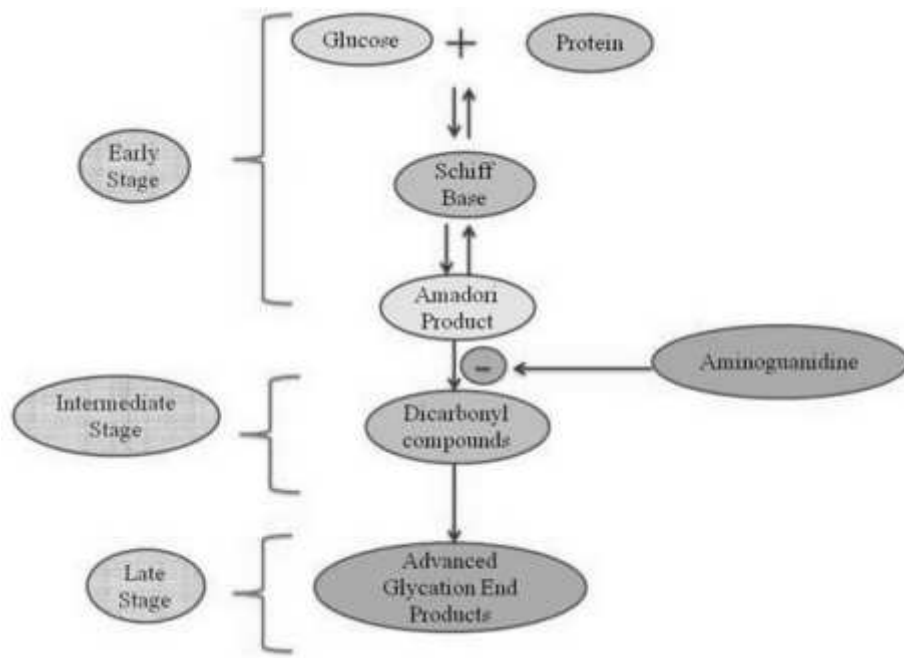 Glucose
+
Protein
Early
Stage
Schiff
Base
Amadori
Product
-
Aminoguanidine
Intermediate
Stage
Dicarbonyl
compounds
Late
Stage
Advanced
Glycation End
Products